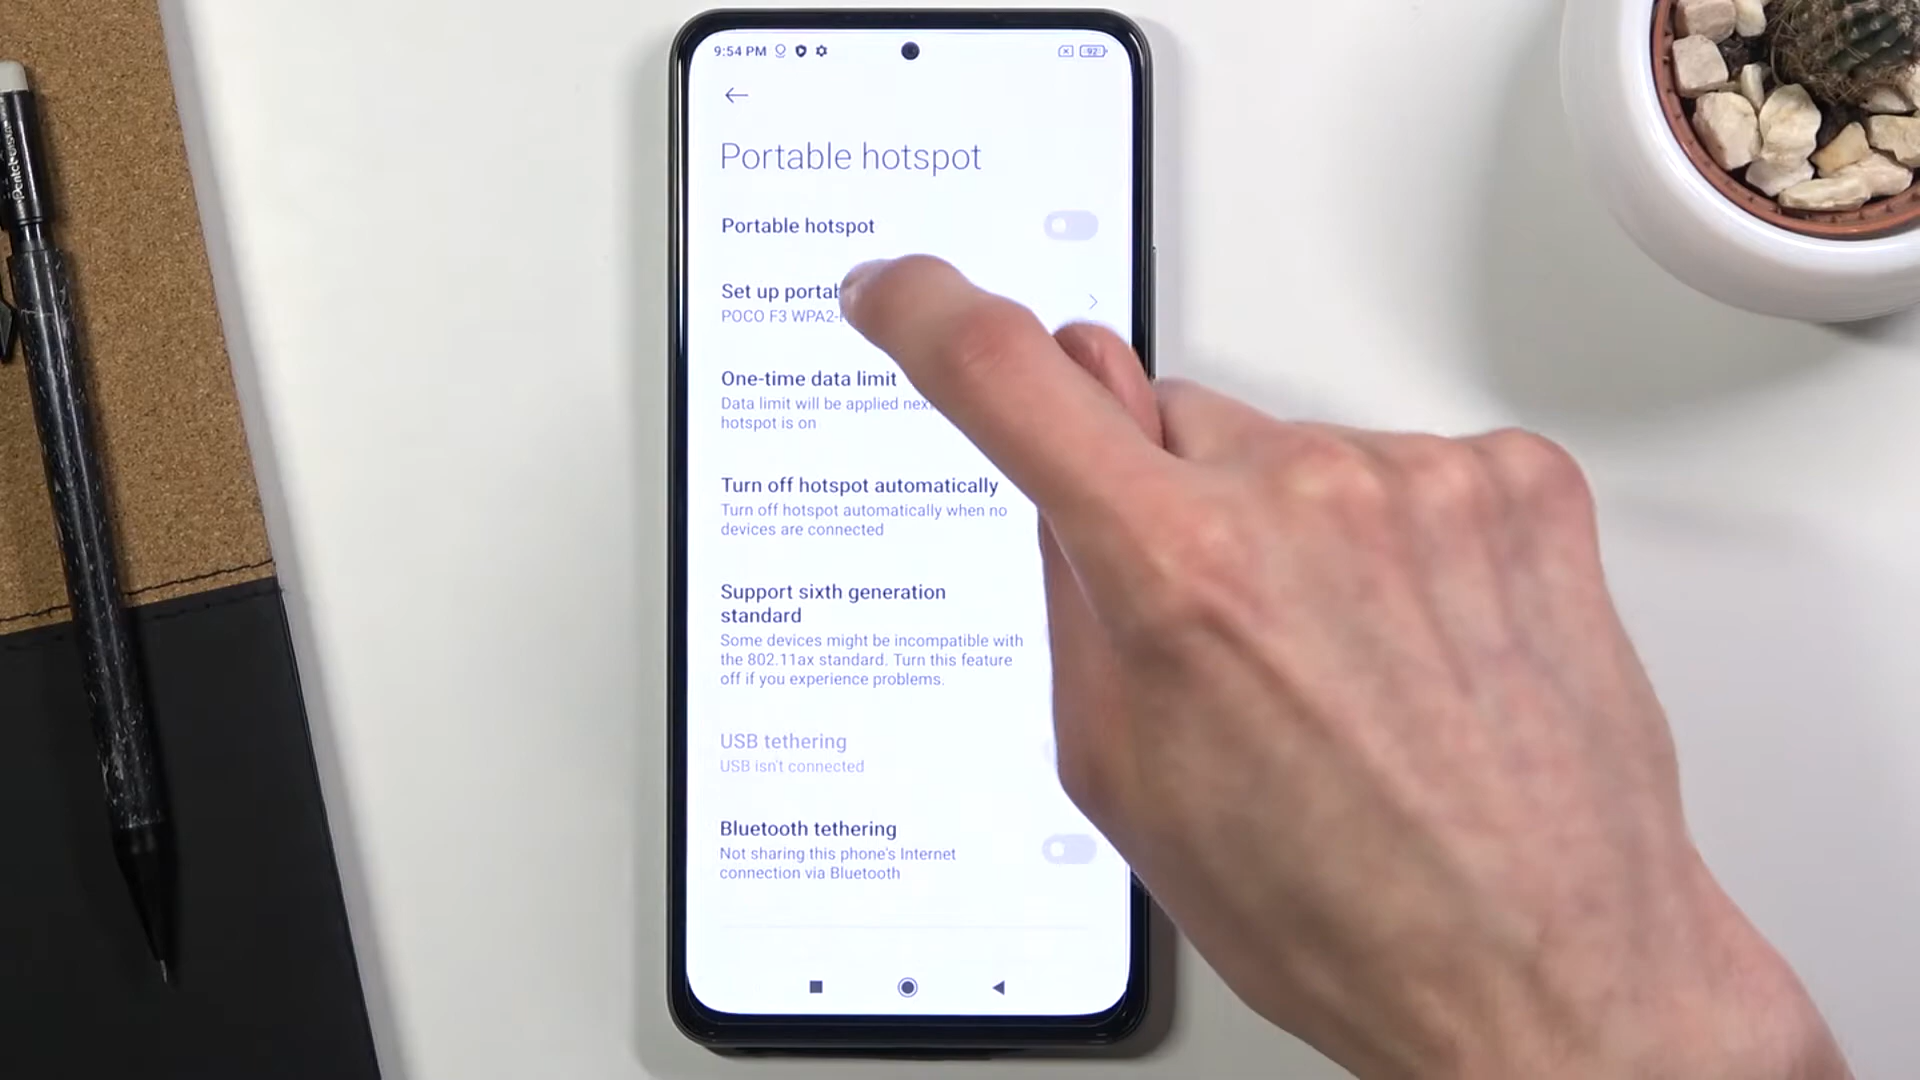 9:54 PM
92
Portable hotspot
Portable hotspot
Set up
POCO F3
One-time data limit
Data limit will be applied
hotspot is on
Turn off hotspot automatically
Turn off hotspot automatically when no
devices are connected
Support sixth generation
standard
Some devices might be incompatible with
the 802.11ax standard. Turn this feature
off if you experience problems.
USB tethering
USB isn't connected
Bluetooth tethering
Not sharing this phone's Internet
connection via Bluetooth
Pentel